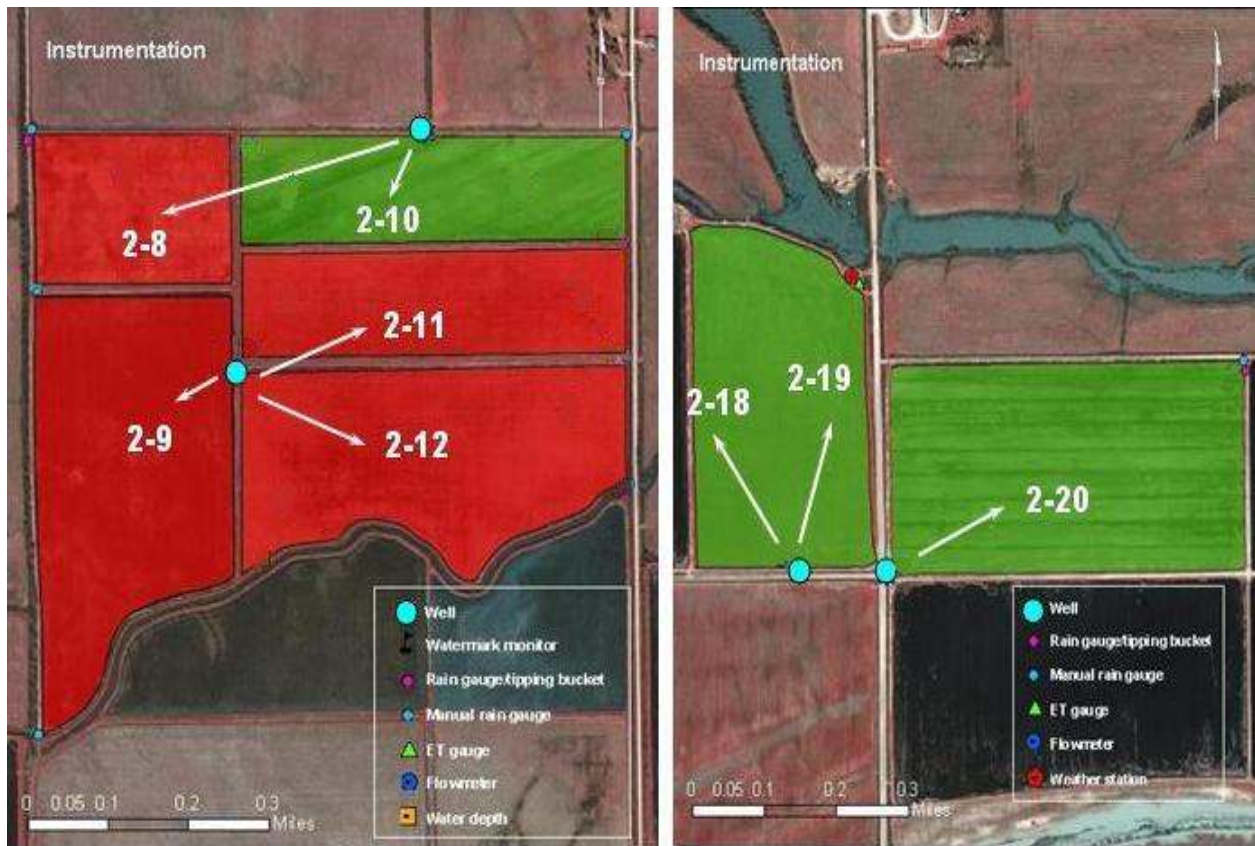 Instrumentation
2-8
2-10
2-11
2-9
2-12
Well
Watermark monitor
Rain gauge/tipping bucket
Manual rain gauge
ET gauge
Flowmeter
Water depth
0 0.05 0.1 0.2 0.3
Miles
Instrumentation
2-19
2-18
2-20
Well
Rain gauge/tipping bucket
Manual rain gauge
ET gauge
Flowmeter
Weather station
0 0.05 0.1 0.2 0.3
Miles